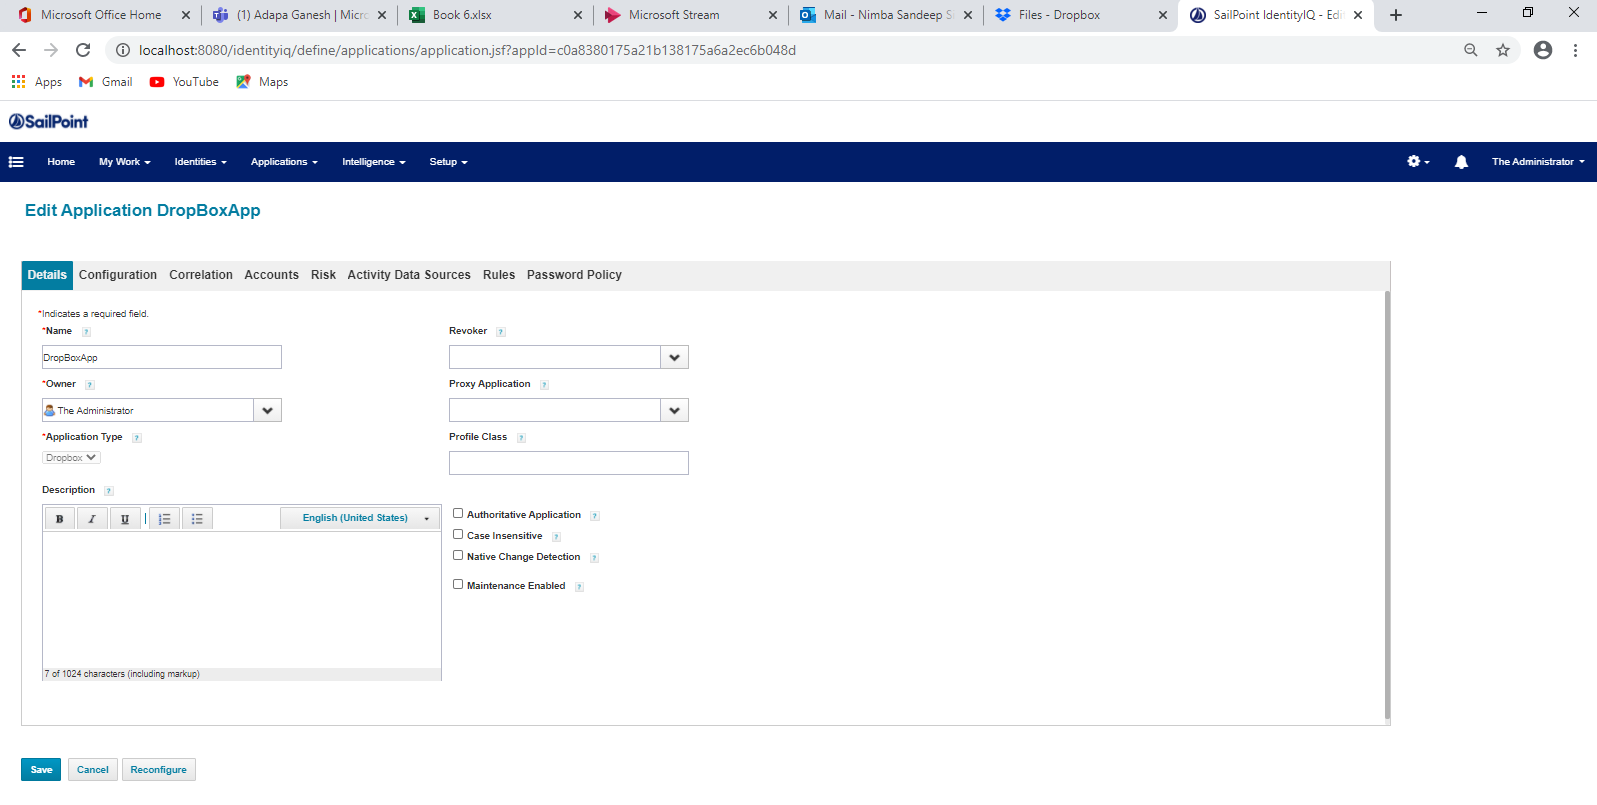 Microsoft Office Home
(1) Adapa Ganesh | Micro
Book 6.xlsx
Microsoft Stream
Mail - Nimba Sandeep S
Files - Dropbox
SailPoint IdentityIQ - Edi
localhost:8080/identityiq/define/applications/application.jsf?appId=c0a8380175a21b138175a6a2ec6b048d
Apps Gmail YouTube Maps
SailPoint
Home My Work Identities Applications Intelligence Setup The Administrator
Edit Application DropBoxApp
Details Configuration Correlation Accounts Risk Activity Data Sources Rules Password Policy
*Indicates a required field.
*Name ? Revoker ?
DropBoxApp
*Owner ? Proxy Application ?
The Administrator
*Application Type ? Profile Class ?
Dropbox
Description ?
B I U English (United States)
Authoritative Application ?
Case Insensitive ?
Native Change Detection ?
Maintenance Enabled ?
7 of 1024 characters (including markup)
Save Cancel Reconfigure